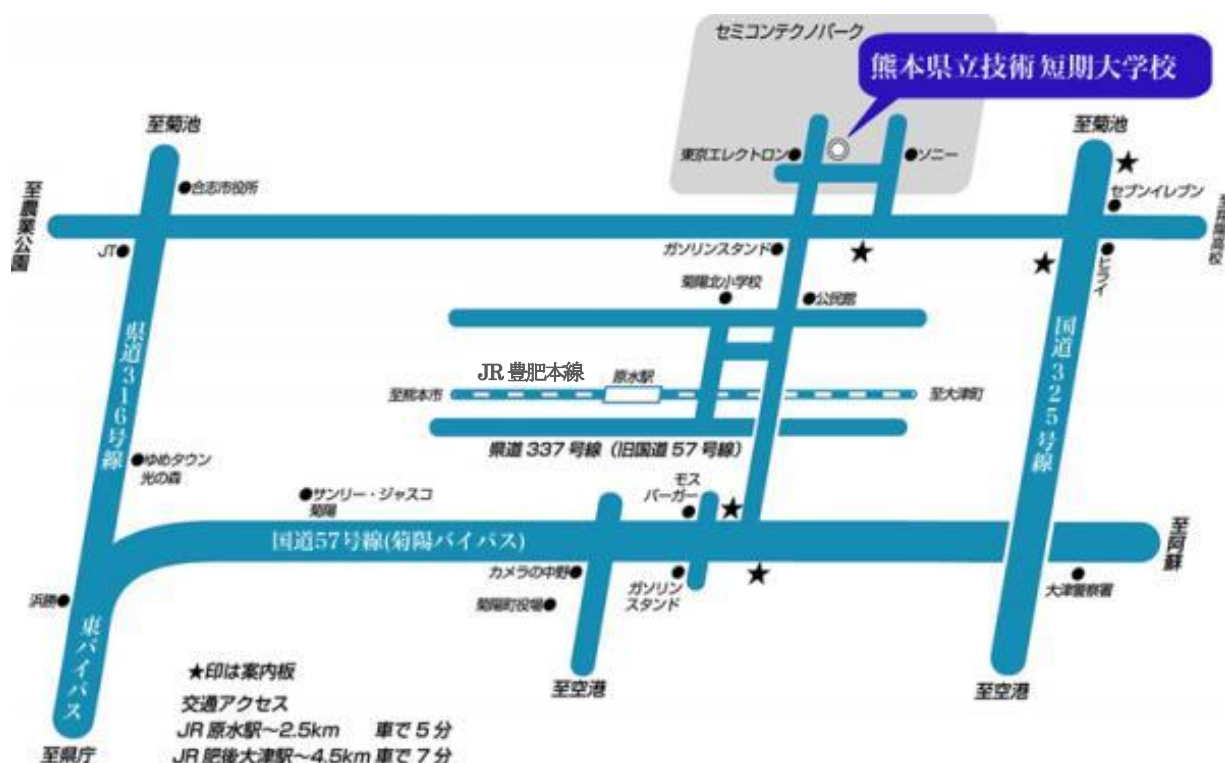 セミコンテクノパーク
熊本県立技術短期大学校
至菊池
至菊池
東京エレクトロン●
●ソニー
★
●合志市役所
セブンイレブン
●
至農業公園
JT●
ガソリンスタンド●
★
★
●
ヒライ
菊陽北小学校
●
●公民館
県道316号線
国道325号線
JR 豊肥本線
原水駅
至熊本市
至大津町
県道 337 号線（旧国道 57 号線）
●ゆめタウン
光の森
●サンリー・ジャスコ
菊陽
モス
バーガー
●
★
国道57号線(菊陽バイパス)
至阿蘇
カメラの中野●
●
ガソリン
スタンド
★
●
大津警察署
浜勝●
菊陽町役場●
東バイパス
★印は案内板
至空港
至空港
交通アクセス
JR 原水駅～2.5km 車で 5 分
至県庁
JR 肥後大津駅～4.5km 車で 7 分